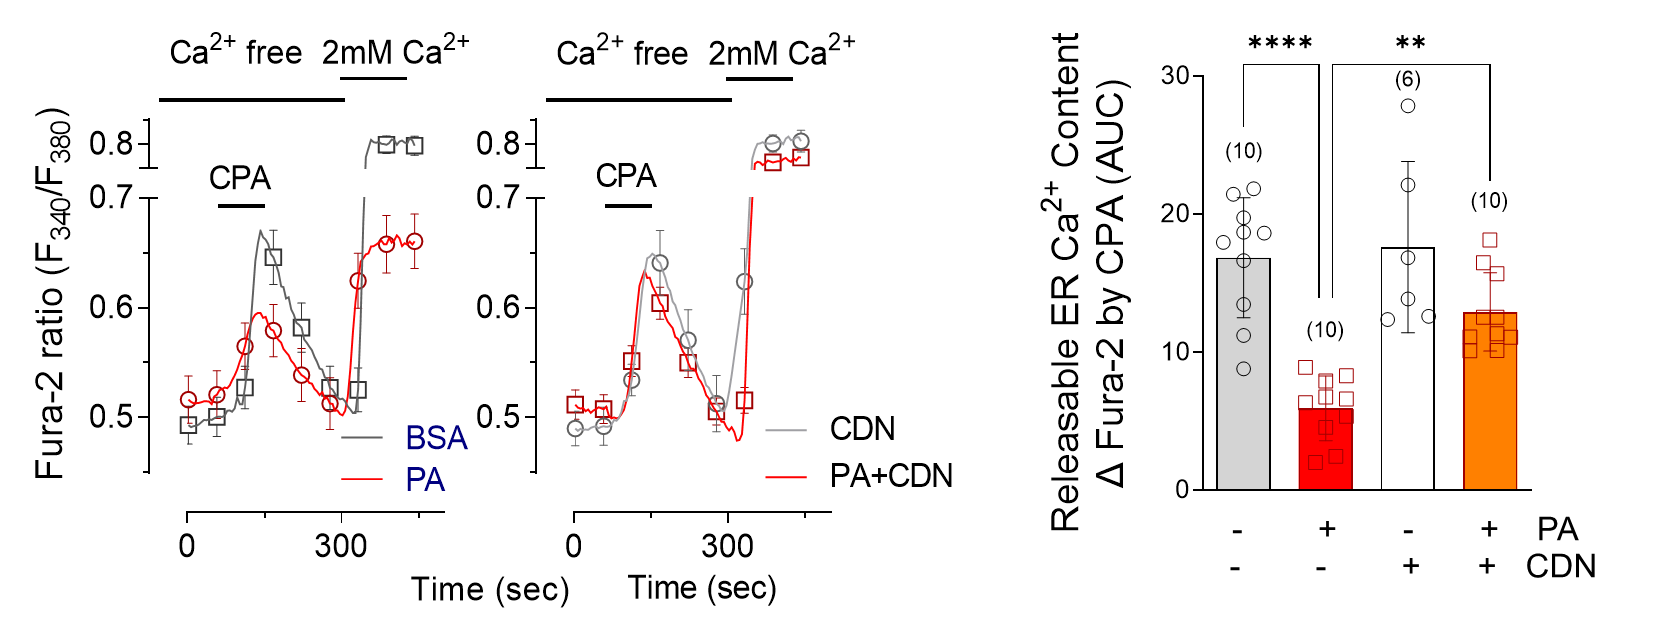 Ca2+ free 2mM Ca2+
CPA
Fura-2 ratio (F340/F380)
0.8
0.7
0.6
0.5
BSA
PA
0
300
Time (sec)
Ca2+ free 2mM Ca2+
CPA
0.8
0.7
0.6
0.5
CDN
PA+CDN
0
300
Time (sec)
Releasable ER Ca2+ Content
Δ Fura-2 by CPA (AUC)
**** **
30
20
10
0
(10)
(10)
(6)
(10)
- + - + PA
- - + + CDN